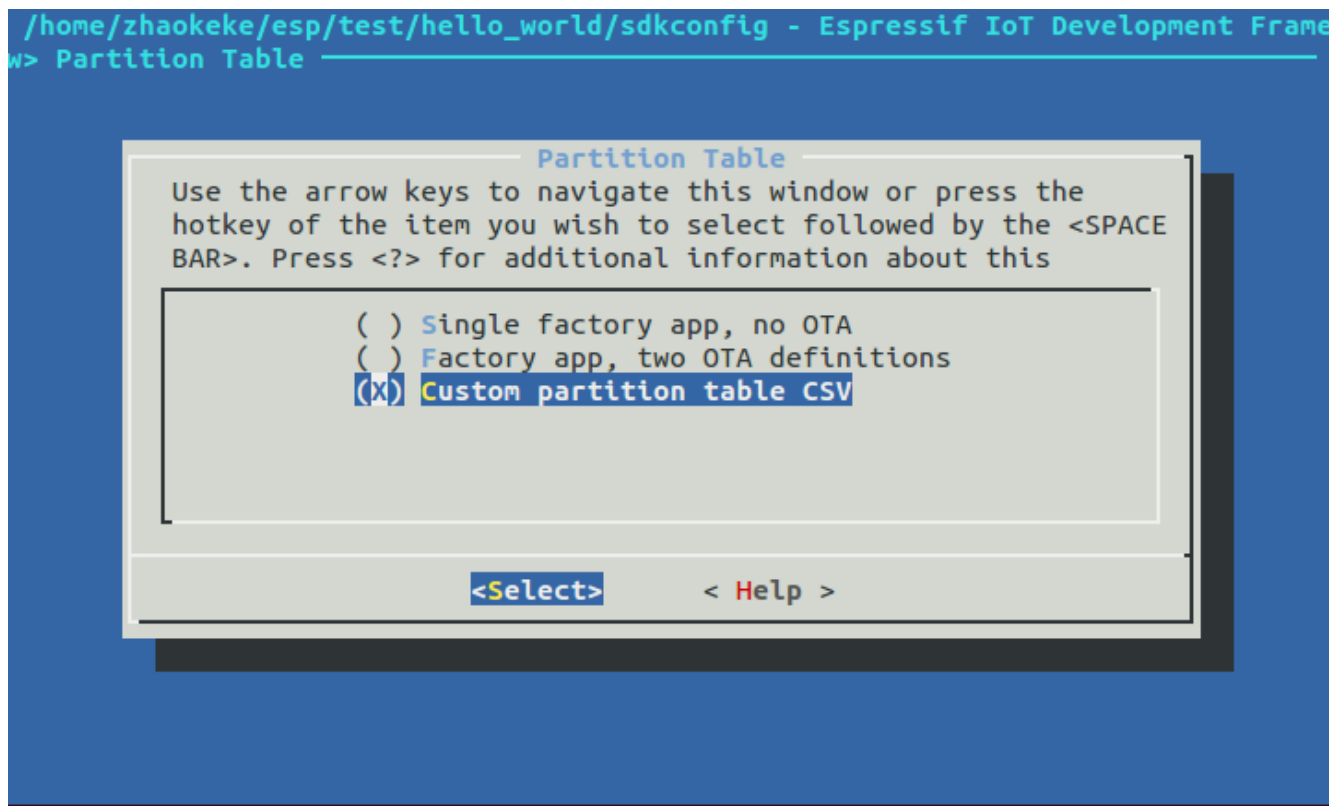 /home/zhaokeke/esp/test/hello_world/sdkconfig - Espressif IoT Development Frame
w> Partition Table
Partition Table
Use the arrow keys to navigate this window or press the
hotkey of the item you wish to select followed by the <SPACE
BAR>. Press <?> for additional information about this
( ) Single factory app, no OTA
( ) Factory app, two OTA definitions
(X) Custom partition table CSV
<Select> < Help >